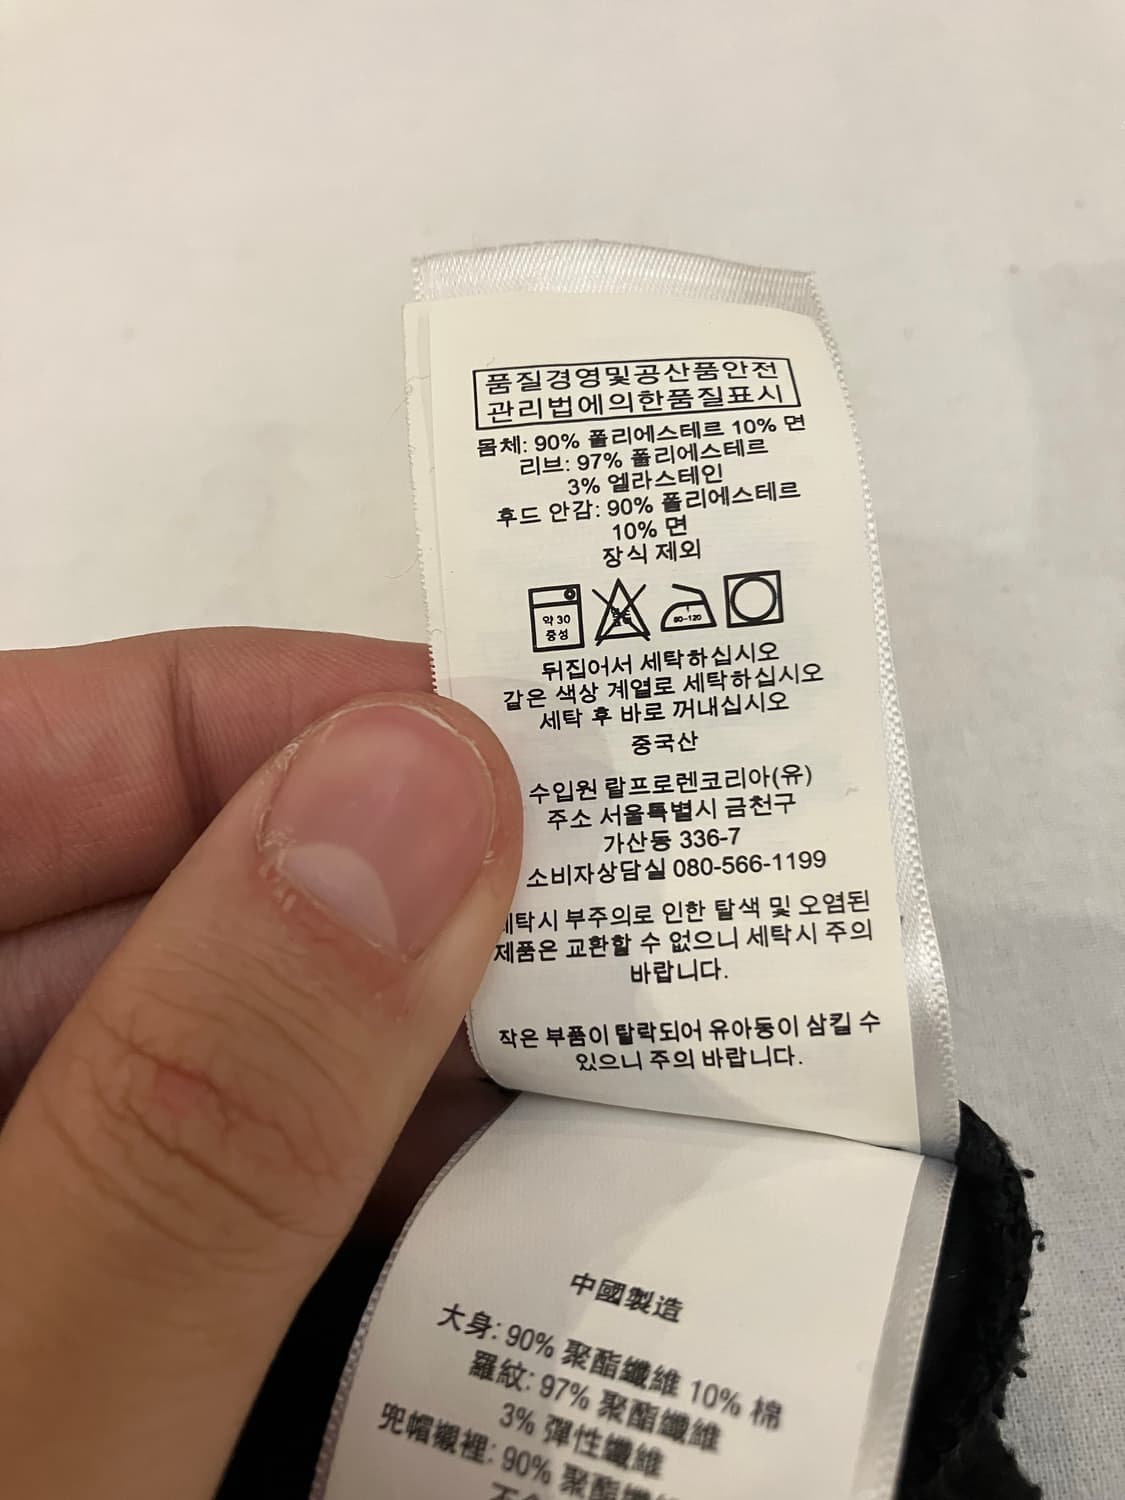 품질경영및공산품안전
관리법에의한품질표시
몸체: 90% 폴리에스테르 10% 면
리브: 97% 폴리에스테르
3% 엘라스테인
후드 안감: 90% 폴리에스테르
10% 면
장식 제외
약 30
중성
80-120
뒤집어서 세탁하십시오
같은 색상 계열로 세탁하십시오
세탁 후 바로 꺼내십시오
중국산
수입원 랄프로렌코리아(유)
주소 서울특별시 금천구
가산동 336-7
소비자상담실 080-566-1199
세탁시 부주의로 인한 탈색 및 오염된
제품은 교환할 수 없으니 세탁시 주의
바랍니다.
작은 부품이 탈락되어 유아동이 삼킬 수
있으니 주의 바랍니다.
中國製造
大身: 90% 聚酯纖維 10% 棉
羅紋: 97% 聚酯纖維
3% 彈性纖維
兜帽襯裡: 90% 聚酯纖維